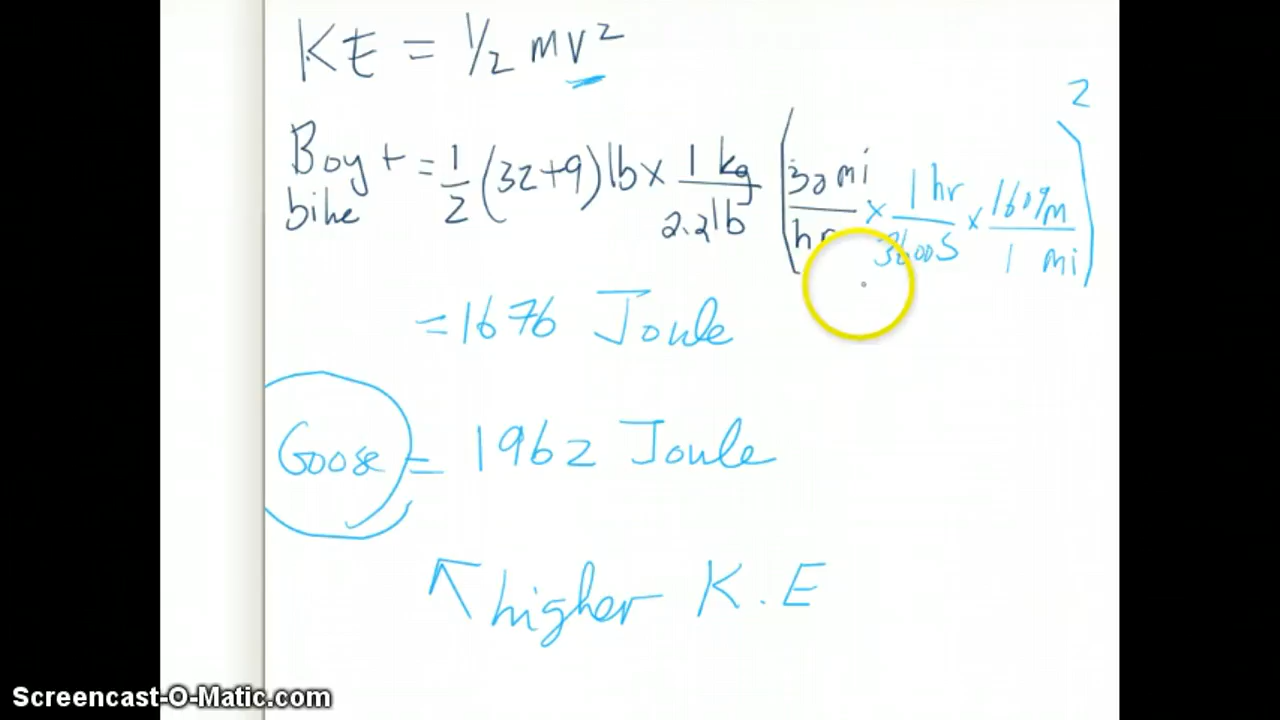 KE = 1/2 mv²
Boy + bike = 1/2 (32+9) lb × 1 kg/2.2 lb (30 mi/hr × 1 hr/3600 S × 1609 m/1 mi)²
= 1676 Joule
Goose = 1962 Joule
↖ higher K.E
Screencast-O-Matic.com